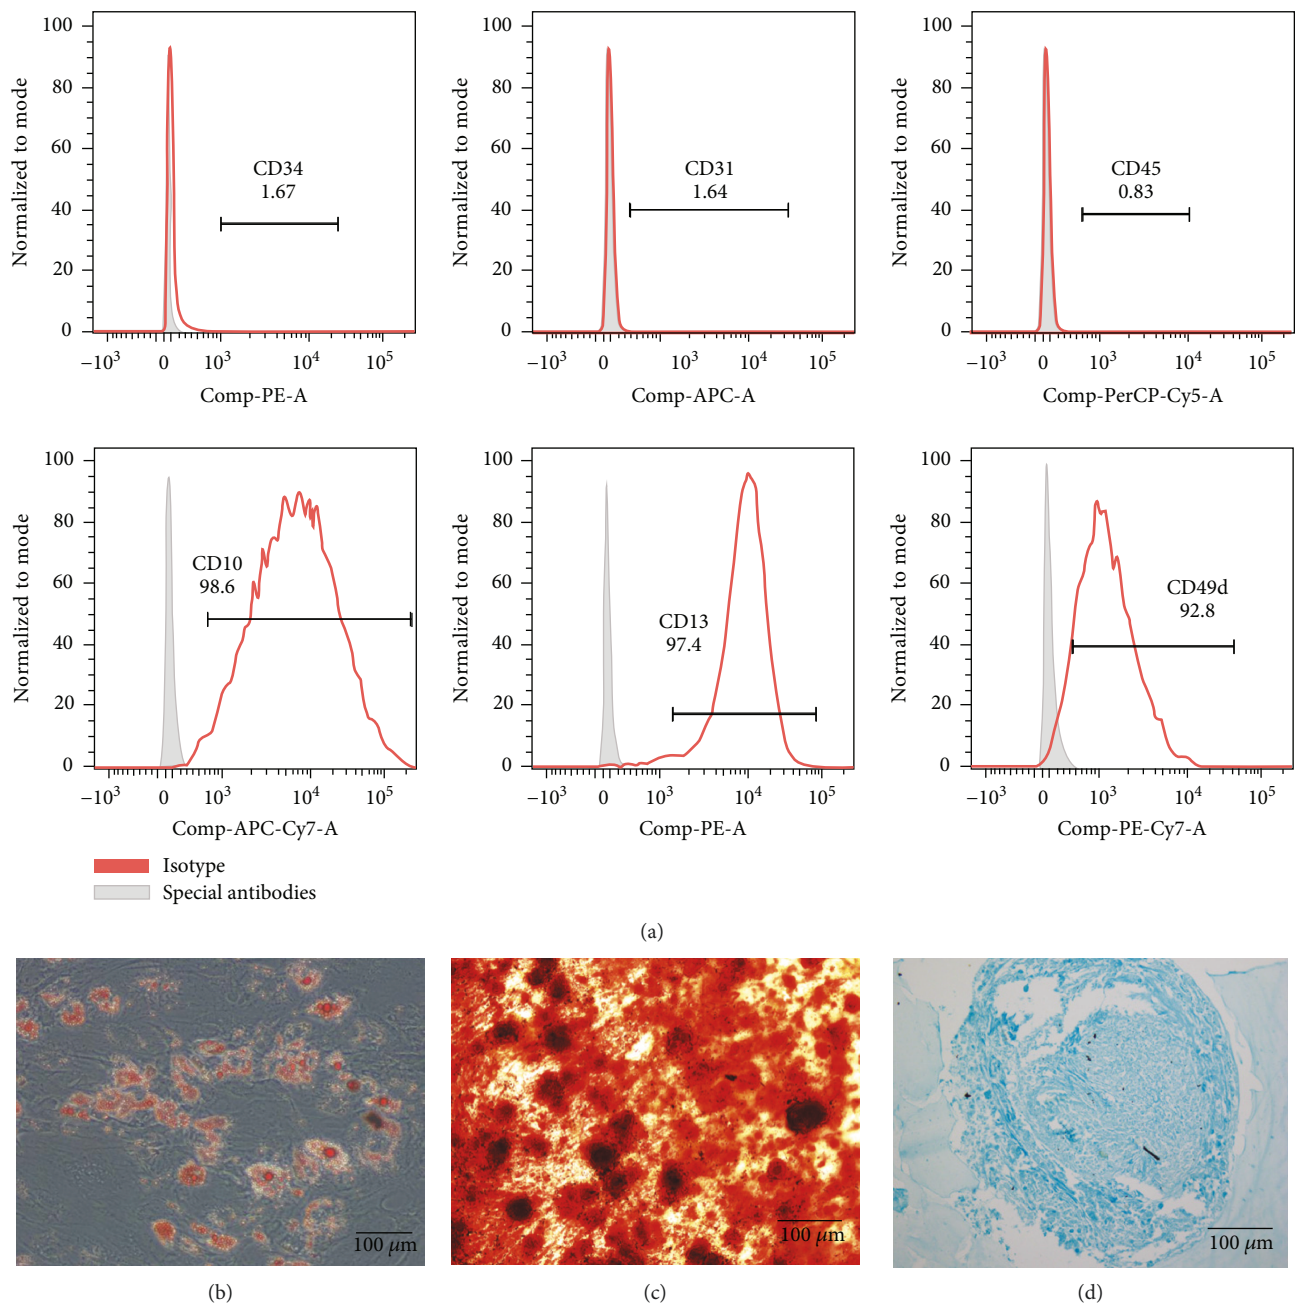 100
80
60
40
20
0
Normalized to mode
CD34
1.67
−10³ 0 10³ 10⁴ 10⁵
Comp-PE-A
100
80
60
40
20
0
Normalized to mode
CD31
1.64
−10³ 0 10³ 10⁴ 10⁵
Comp-APC-A
100
80
60
40
20
0
Normalized to mode
CD45
0.83
−10³ 0 10³ 10⁴ 10⁵
Comp-PerCP-Cy5-A
100
80
60
40
20
0
Normalized to mode
CD10
98.6
−10³ 0 10³ 10⁴ 10⁵
Comp-APC-Cy7-A
100
80
60
40
20
0
Normalized to mode
CD13
97.4
−10³ 0 10³ 10⁴ 10⁵
Comp-PE-A
100
80
60
40
20
0
Normalized to mode
CD49d
92.8
−10³ 0 10³ 10⁴ 10⁵
Comp-PE-Cy7-A
Isotype
Special antibodies
(a)
100 μm
(b)
100 μm
(c)
100 μm
(d)